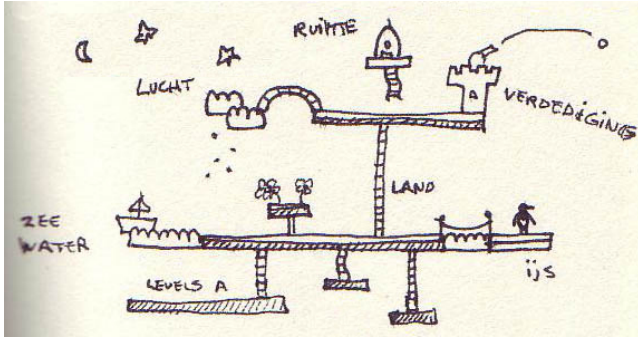 RUIMTE
LUCHT
A
VERDEDIGING
LAND
ZEE
WATER
LEVELS A
ijs